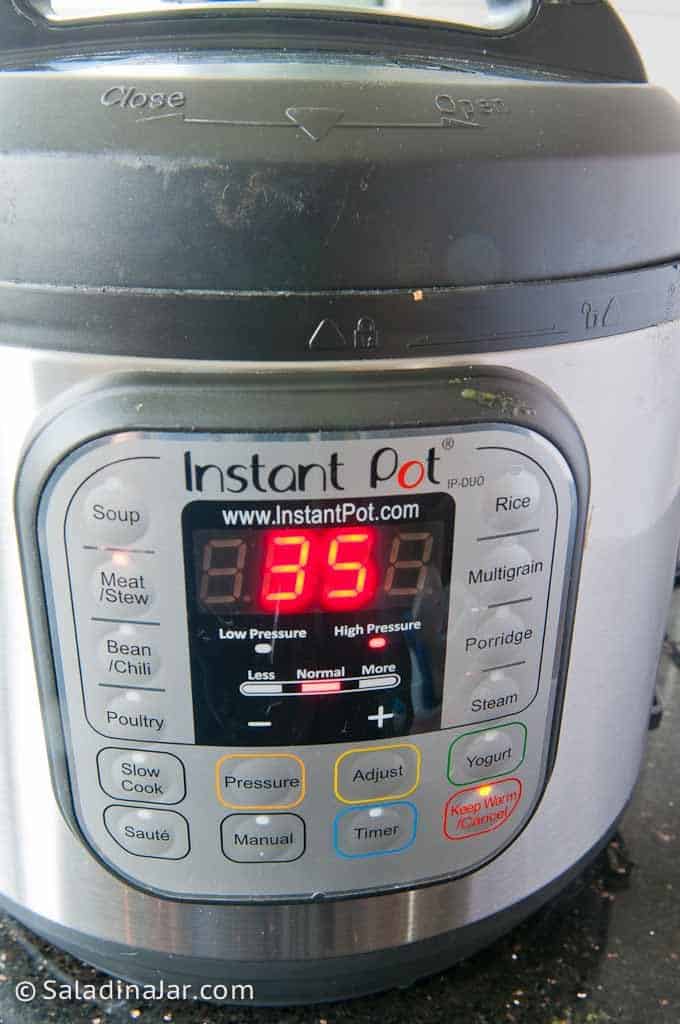 Close Open
Instant Pot®
IP-DUO
www.InstantPot.com
35
Low Pressure High Pressure
Less Normal More
− +
Soup
Meat
/Stew
Bean
/Chili
Poultry
Rice
Multigrain
Porridge
Steam
Slow
Cook
Pressure
Adjust
Yogurt
Sauté
Manual
Timer
Keep Warm
/Cancel
© SaladinaJar.com